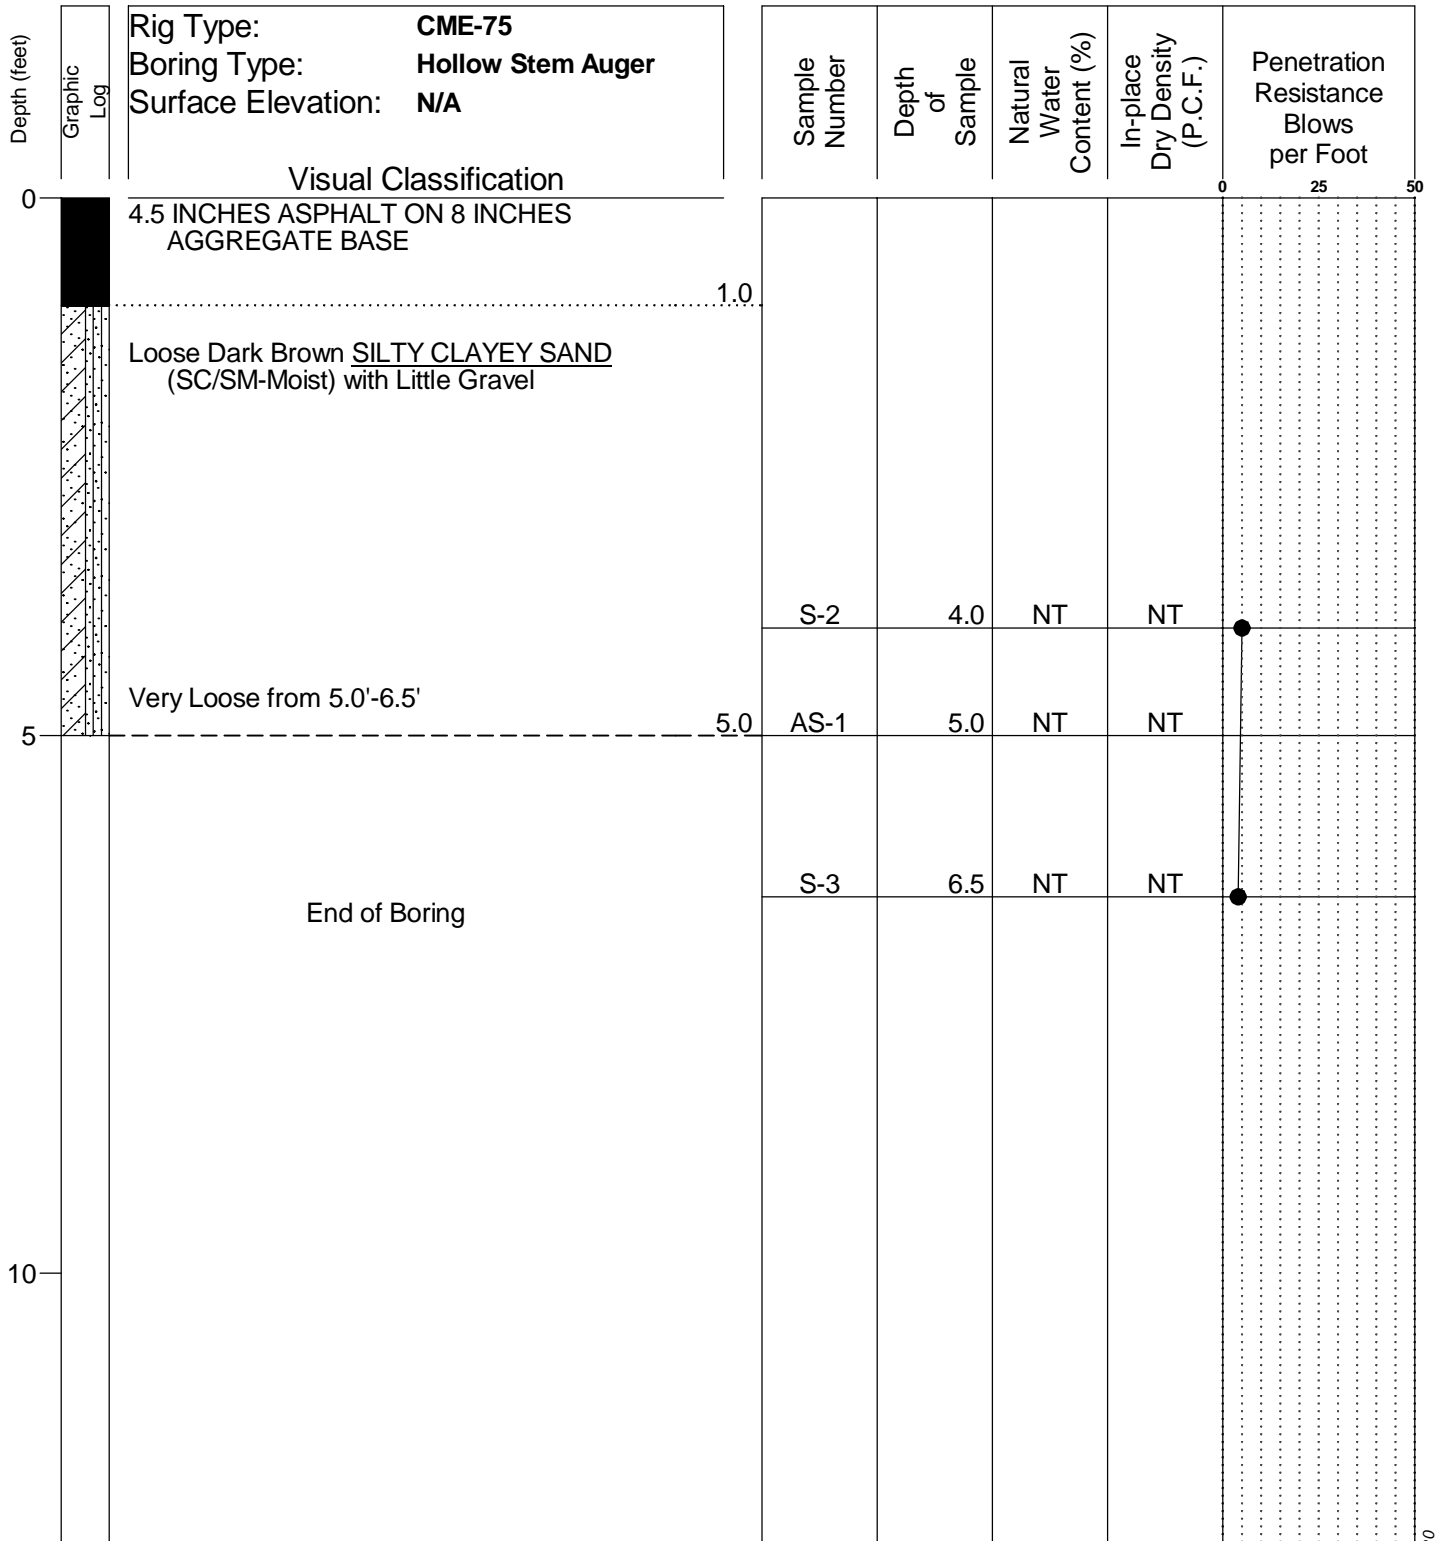 Depth (feet)
Graphic
Log
Rig Type: CME-75
Boring Type: Hollow Stem Auger
Surface Elevation: N/A
Visual Classification
Sample
Number
Depth
of
Sample
Natural
Water
Content (%)
In-place
Dry Density
(P.C.F.)
Penetration
Resistance
Blows
per Foot
0 25 50
0
4.5 INCHES ASPHALT ON 8 INCHES
AGGREGATE BASE
1.0
Loose Dark Brown SILTY CLAYEY SAND
(SC/SM-Moist) with Little Gravel
S-2 4.0 NT NT
Very Loose from 5.0'-6.5'
5 5.0 AS-1 5.0 NT NT
S-3 6.5 NT NT
End of Boring
10